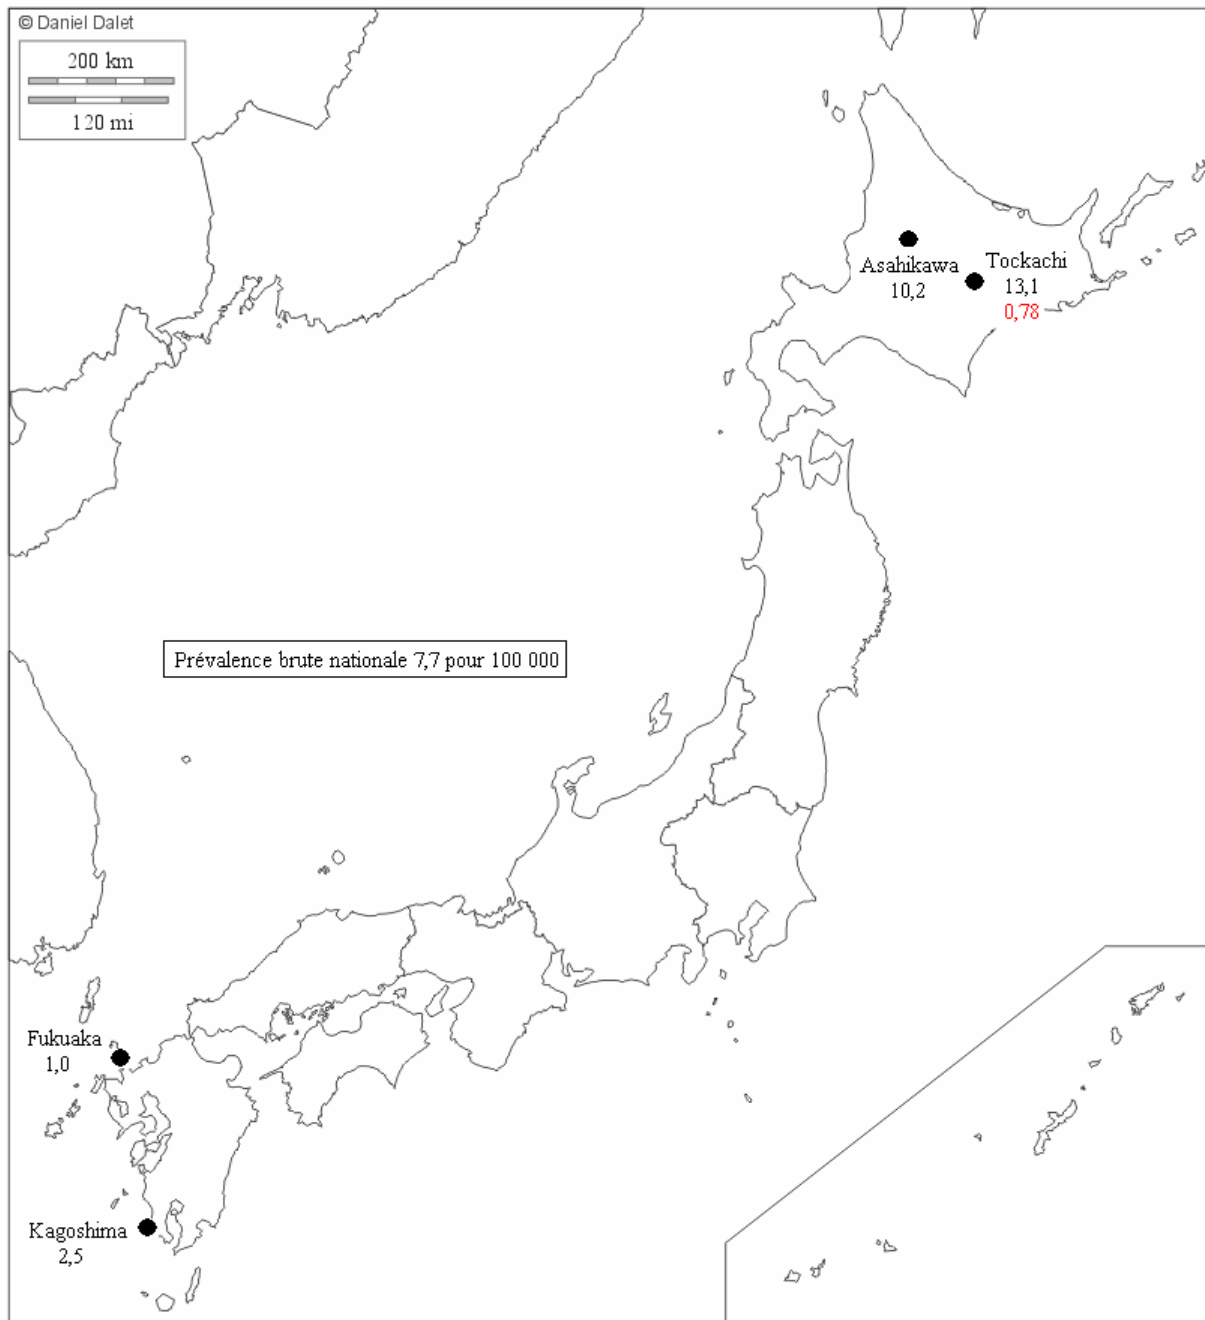 © Daniel Dalet
200 km
120 mi
Asahikawa
10,2
Tockachi
13,1
0,78
Prévalence brute nationale 7,7 pour 100 000
Fukuaka
1,0
Kagoshima
2,5